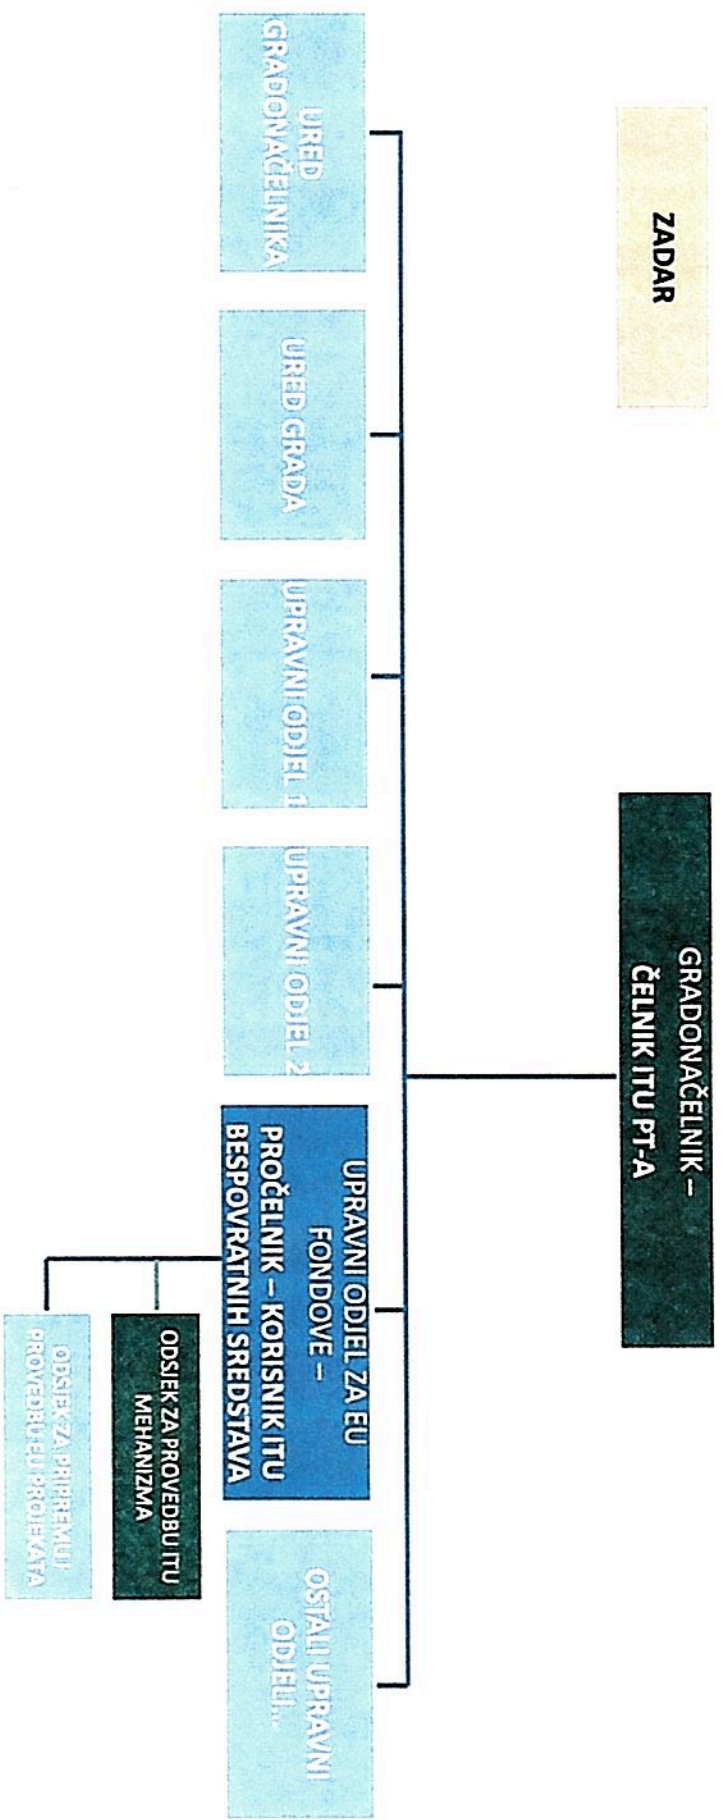 ZADAR
GRADONAČELNIK –
ČELNIK ITU PT-A
URED
GRADONAČELNIKA
URED GRADA
UPRAVNI ODJEL 1
UPRAVNI ODJEL 2
UPRAVNI ODJEL ZA EU
FONDOVE –
PROČELNIK – KORISNIK ITU
BESPOVRATNIH SREDSTAVA
OSTALI UPRAVNI
ODJELI...
ODSJEK ZA PROVEDBU ITU
MEHANIZMA
ODSJEK ZA PRIPREMU I
PROVEDBU EU PROJEKATA